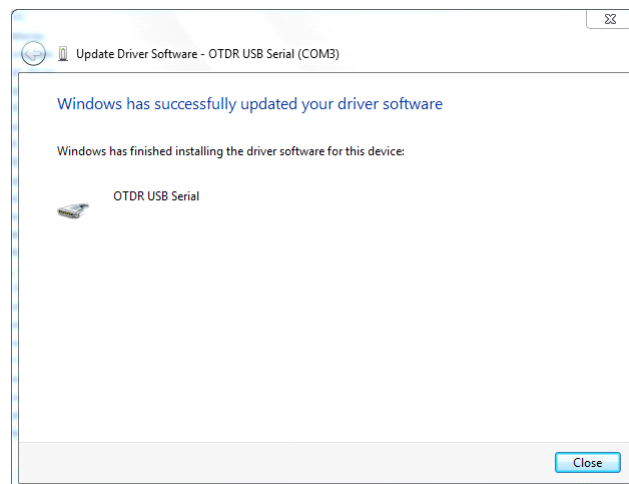 Update Driver Software - OTDR USB Serial (COM3)
Windows has successfully updated your driver software
Windows has finished installing the driver software for this device:
OTDR USB Serial
Close